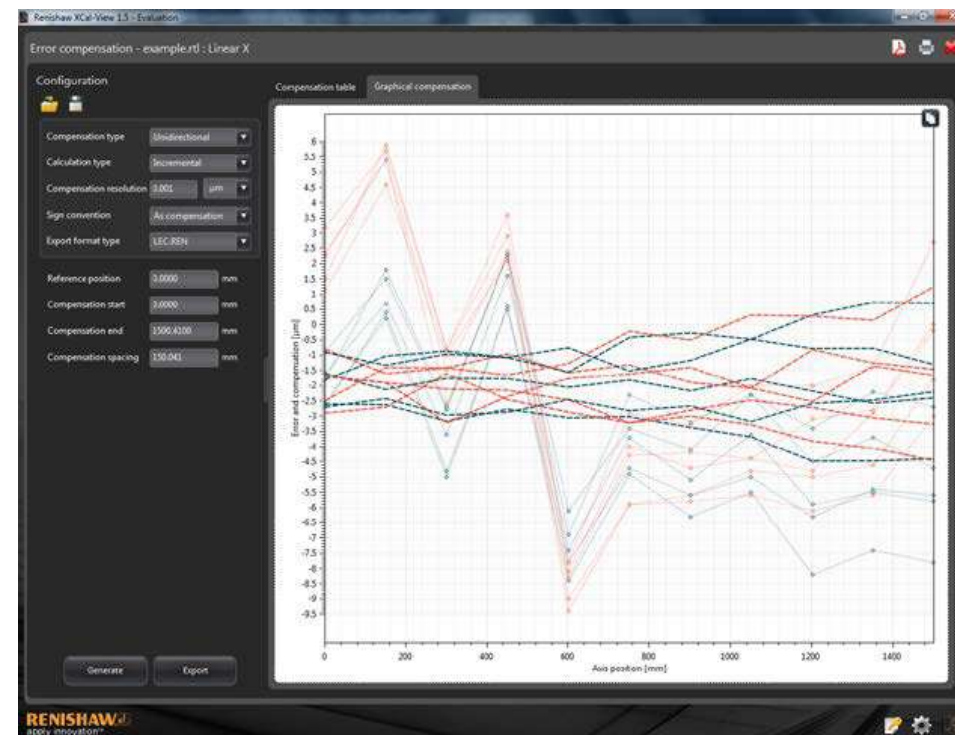 Renishaw XCal-View 1.5 - Evaluation
Error compensation - example.rtl : Linear X
Configuration
Compensation type Unidirectional
Calculation type Incremental
Compensation resolution 0.001 µm
Sign convention As compensation
Export format type LEC.REN
Reference position 0.0000 mm
Compensation start 0.0000 mm
Compensation end 1500.4100 mm
Compensation spacing 150.041 mm
Generate Export
Compensation table Graphical compensation
Error and compensation [µm]
6
5.5
5
4.5
4
3.5
3
2.5
2
1.5
1
0.5
0
-0.5
-1
-1.5
-2
-2.5
-3
-3.5
-4
-4.5
-5
-5.5
-6
-6.5
-7
-7.5
-8
-8.5
-9
-9.5
0 200 400 600 800 1000 1200 1400
Axis position [mm]
RENISHAW
apply innovation™